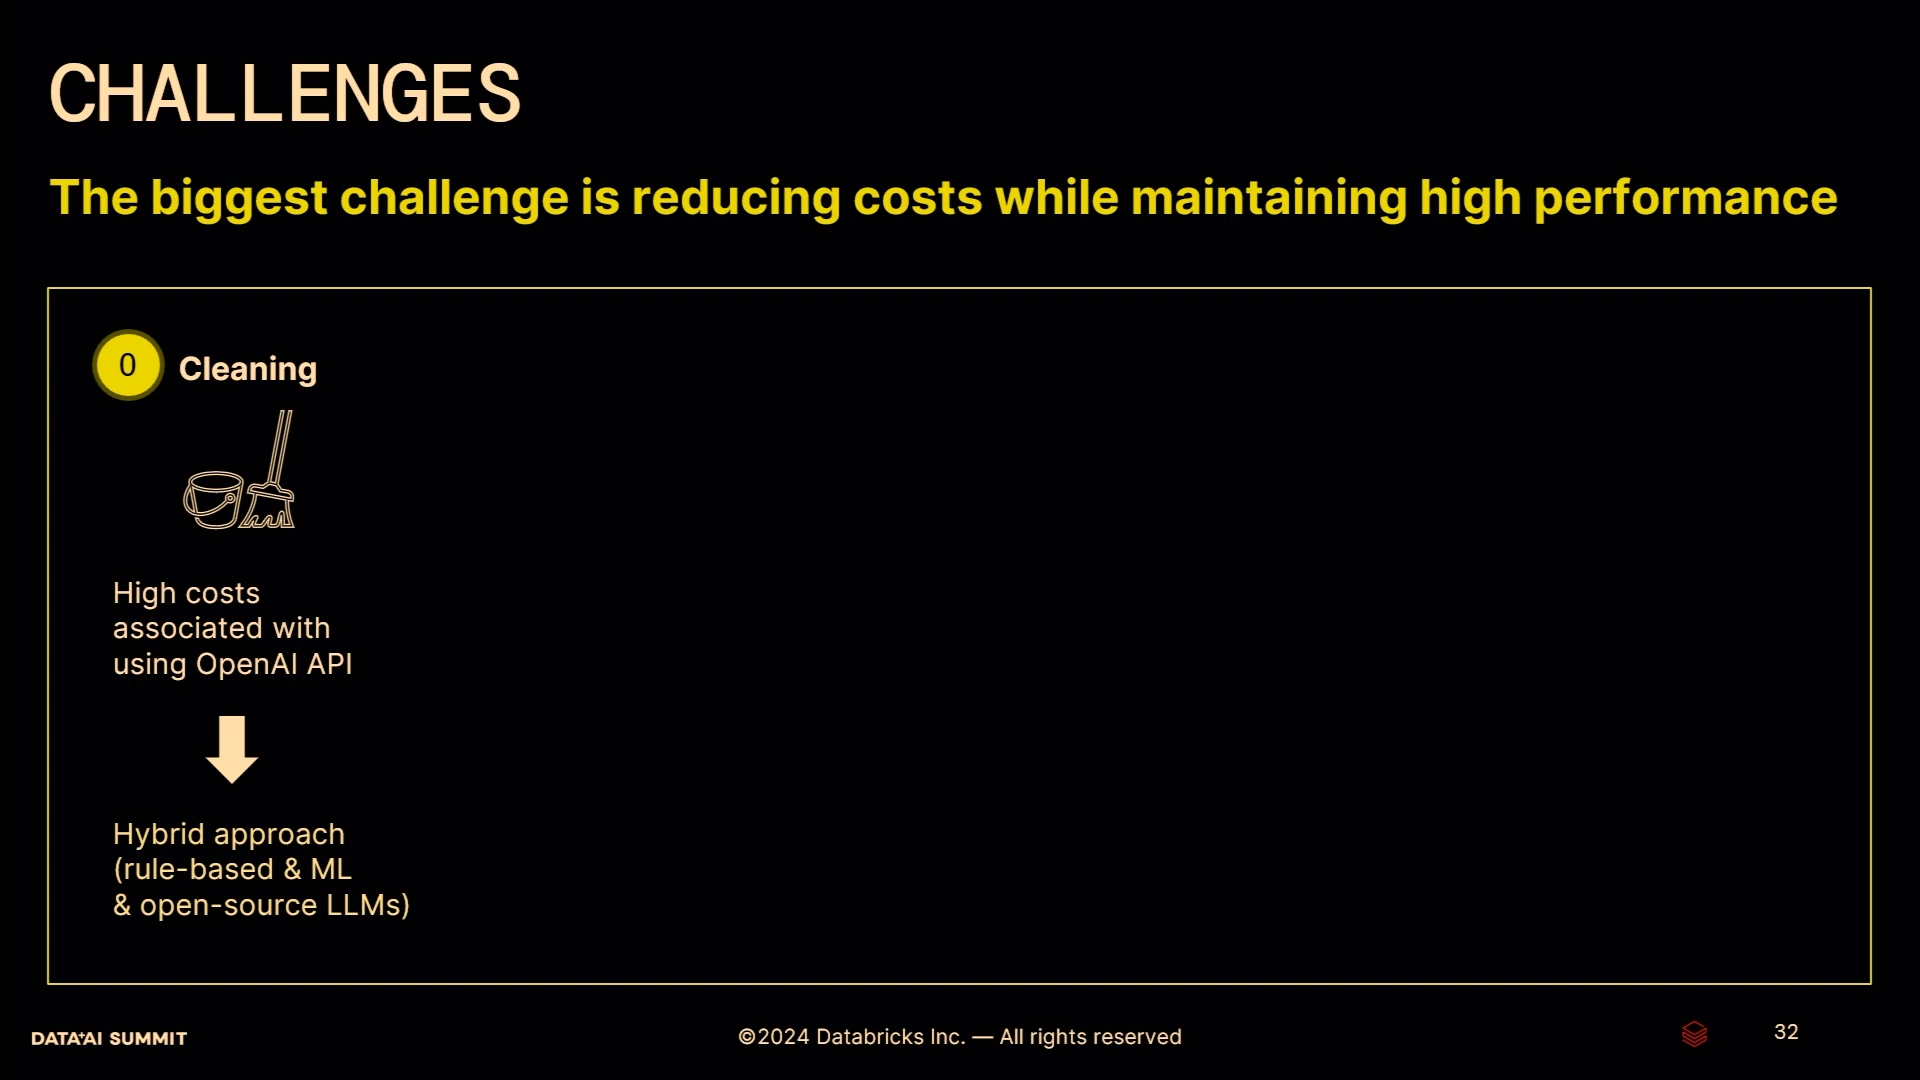 CHALLENGES
The biggest challenge is reducing costs while maintaining high performance
0
Cleaning
High costs
associated with
using OpenAI API
Hybrid approach
(rule-based & ML
& open-source LLMs)
DATA+AI SUMMIT
©2024 Databricks Inc. — All rights reserved
32